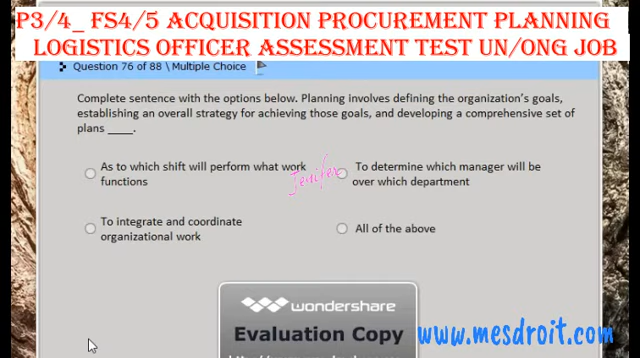 P3/4_ FS4/5 ACQUISITION PROCUREMENT PLANNING
LOGISTICS OFFICER ASSESSMENT TEST UN/ONG JOB
Question 76 of 88 \ Multiple Choice
Complete sentence with the options below. Planning involves defining the organization's goals,
establishing an overall strategy for achieving those goals, and developing a comprehensive set of
plans ____.
As to which shift will perform what work
functions
To determine which manager will be
over which department
Jenifex
To integrate and coordinate
organizational work
All of the above
wondershare
Evaluation Copy
www.mesdroit.com